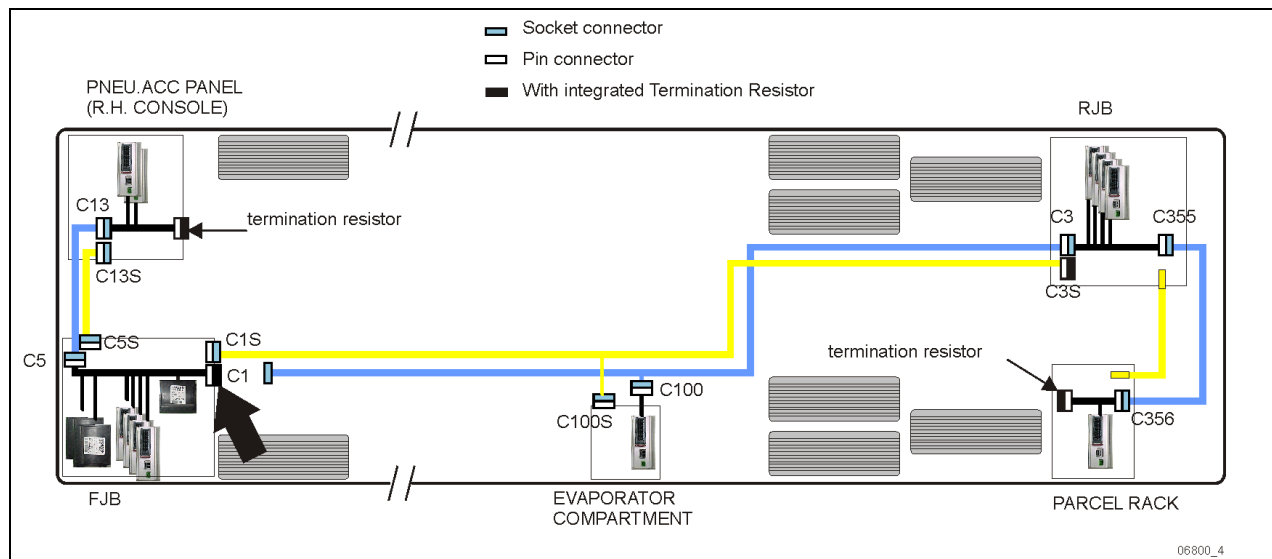 Socket connector
Pin connector
With integrated Termination Resistor
PNEU.ACC PANEL
(R.H. CONSOLE)
RJB
C13
termination resistor
C3
C355
C13S
C3S
C5S
C1S
C5
C1
termination resistor
C100
C100S
C356
FJB
EVAPORATOR
COMPARTMENT
PARCEL RACK
06800_4